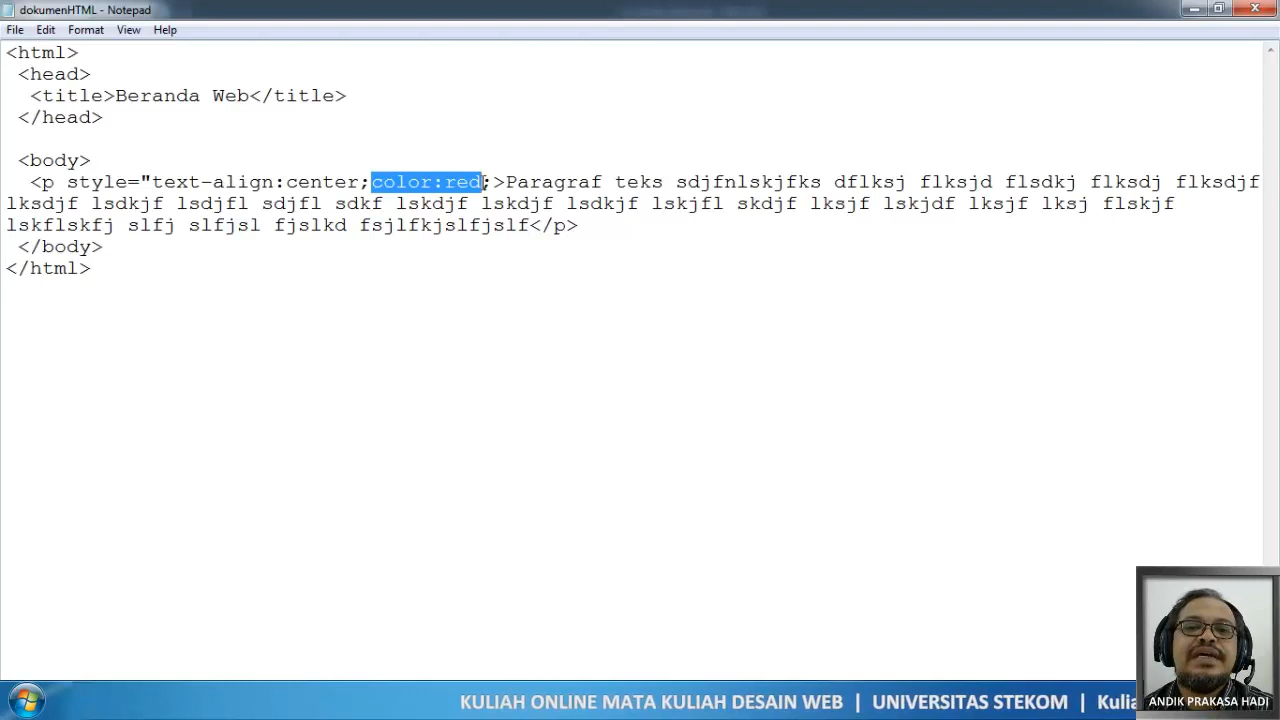 dokumenHTML - Notepad
File Edit Format View Help
<html>
<head>
<title>Beranda Web</title>
</head>
<body>
<p style="text-align:center;color:red;>Paragraf teks sdjfnlskjfks dflksj flksjd flsdkj flksdj flksdjf
lksdjf lsdkjf lsdjfl sdjfl sdkf lskdjf lskdjf lsdkjf lskjfl skdjf lksjf lskjdf lksjf lksj flskjf
lskflskfj slfj slfjsl fjslkd fsjlfkjslfjslf</p>
</body>
</html>
KULIAH ONLINE MATA KULIAH DESAIN WEB | UNIVERSITAS STEKOM | Kulia
ANDIK PRAKASA HADI